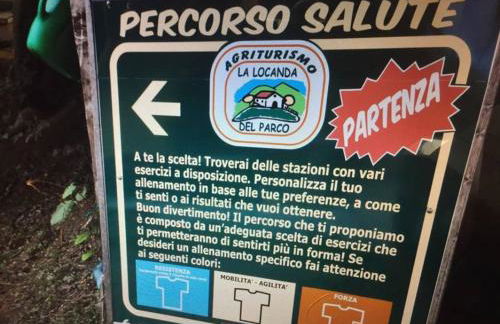 PERCORSO SALUTE
AGRITURISMO
LA LOCANDA
DEL PARCO
PARTENZA
A te la scelta! Troverai delle stazioni con vari
esercizi a disposizione. Personalizza il tuo
allenamento in base alle tue preferenze, a come
ti senti o ai risultati che vuoi ottenere.
Buon divertimento! Il percorso che ti proponiamo
è composto da un'adeguata scelta di esercizi che
ti permetteranno di sentirti più in forma! Se
desideri un allenamento specifico fai attenzione
ai seguenti colori:
RESISTENZA
MOBILITA' - AGILITA'
FORZA